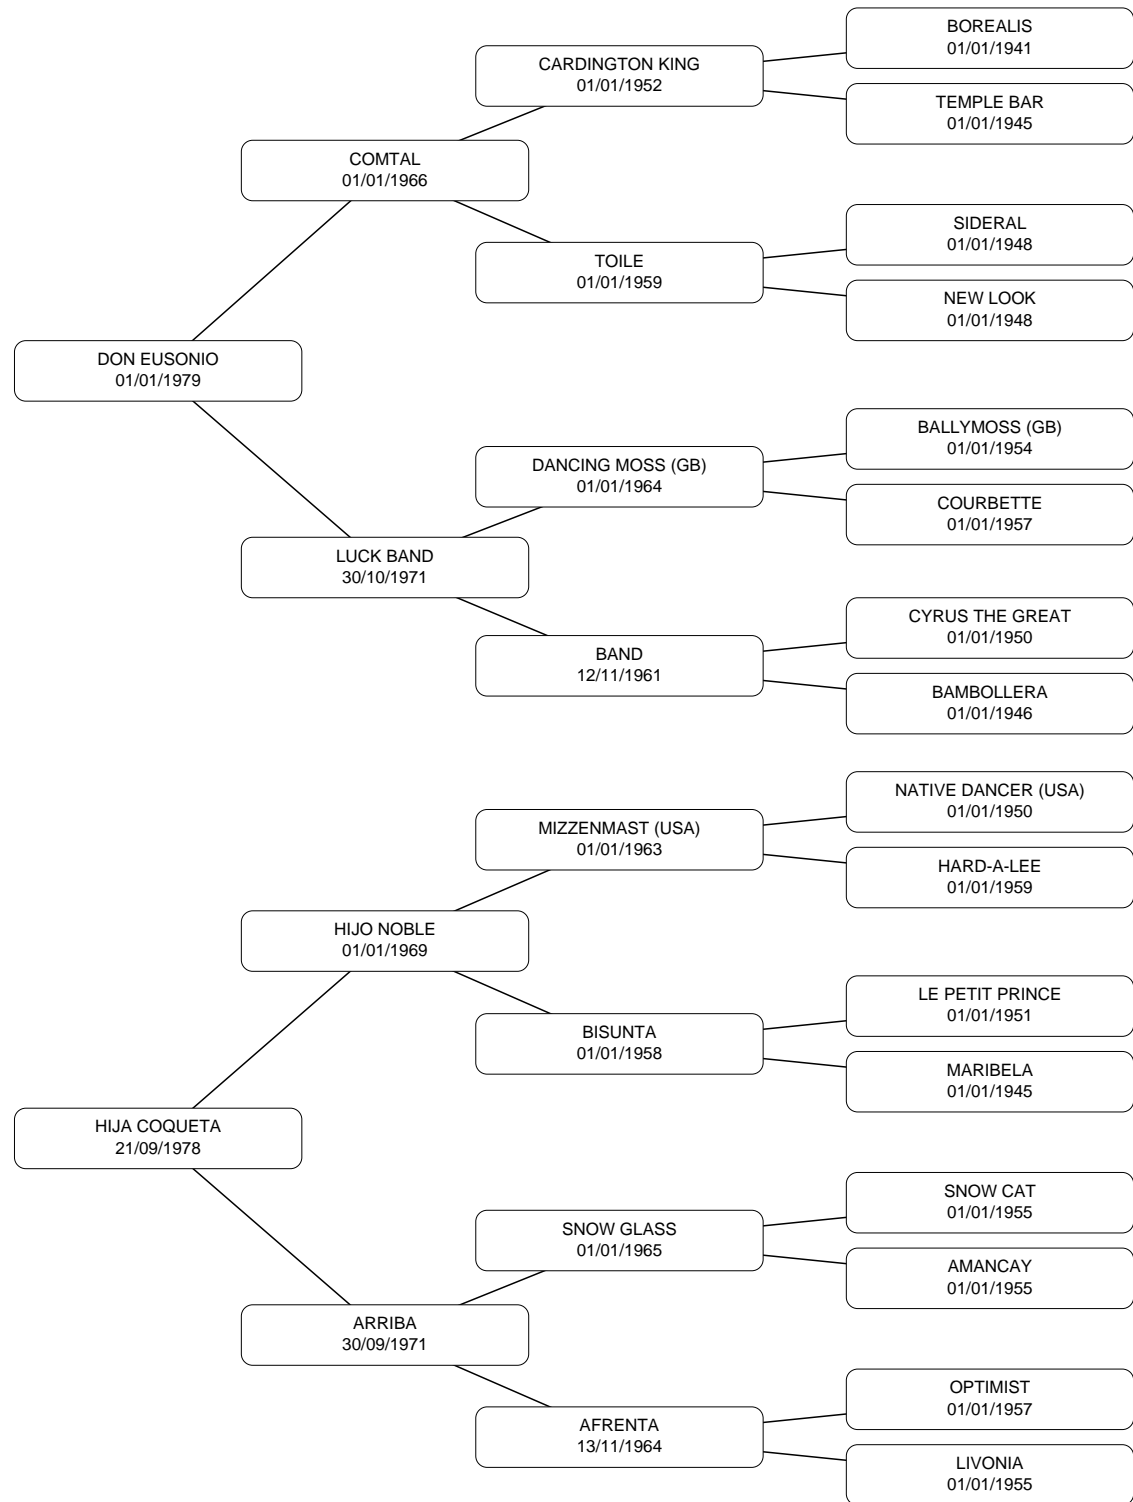 BOREALIS
01/01/1941
CARDINGTON KING
01/01/1952
TEMPLE BAR
01/01/1945
COMTAL
01/01/1966
SIDERAL
01/01/1948
TOILE
01/01/1959
NEW LOOK
01/01/1948
DON EUSONIO
01/01/1979
BALLYMOSS (GB)
01/01/1954
DANCING MOSS (GB)
01/01/1964
COURBETTE
01/01/1957
LUCK BAND
30/10/1971
CYRUS THE GREAT
01/01/1950
BAND
12/11/1961
BAMBOLLERA
01/01/1946
NATIVE DANCER (USA)
01/01/1950
MIZZENMAST (USA)
01/01/1963
HARD-A-LEE
01/01/1959
HIJO NOBLE
01/01/1969
LE PETIT PRINCE
01/01/1951
BISUNTA
01/01/1958
MARIBELA
01/01/1945
HIJA COQUETA
21/09/1978
SNOW CAT
01/01/1955
SNOW GLASS
01/01/1965
AMANCAY
01/01/1955
ARRIBA
30/09/1971
OPTIMIST
01/01/1957
AFRENTA
13/11/1964
LIVONIA
01/01/1955